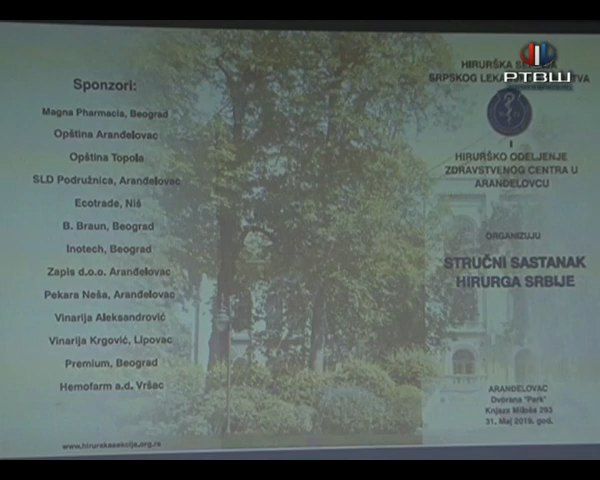 Sponzori:
Magna Pharmacia, Beograd
Opština Aranđelovac
Opština Topola
SLD Podružnica, Aranđelovac
Ecotrade, Niš
B. Braun, Beograd
Inotech, Beograd
Zapis d.o.o. Aranđelovac
Pekara Neša, Aranđelovac
Vinarija Aleksandrović
Vinarija Krgović, Lipovac
Premium, Beograd
Hemofarm a.d. Vršac
www.hirurskasekcija.org.rs
РТВШ
HIRURŠKA
SRPSKOG
I
HIRURŠKO ODELJENJE
ZDRAVSTVENOG CENTRA U
ARANĐELOVCU
ORGANIZUJU
STRUČNI SASTANAK
HIRURGA SRBIJE
ARANĐELOVAC
Dvorana "Park"
Knjaza Miloša 293
31. Maj 2019. god.